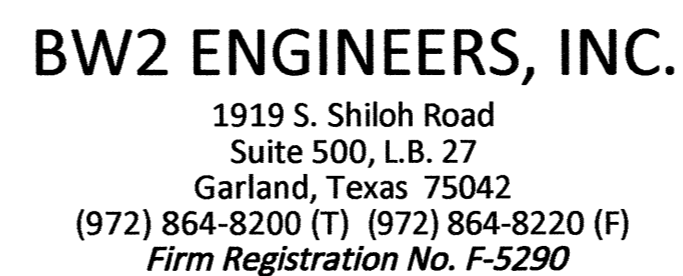 BW2 ENGINEERS, INC.
1919 S. Shiloh Road
Suite 500, L.B. 27
Garland, Texas 75042
(972) 864-8200 (T) (972) 864-8220 (F)
Firm Registration No. F-5290